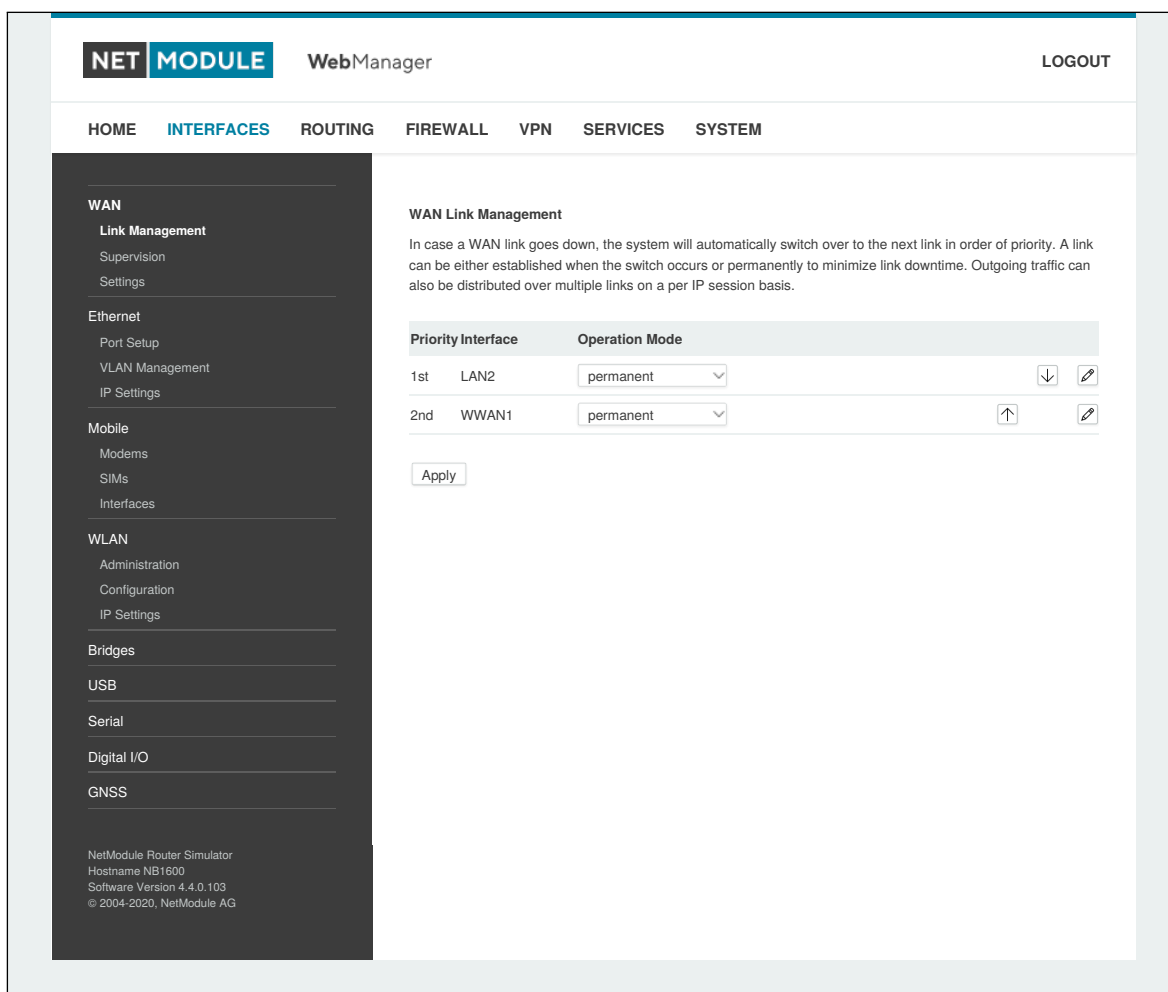 NET MODULE WebManager LOGOUT
HOME INTERFACES ROUTING FIREWALL VPN SERVICES SYSTEM
WAN
Link Management
Supervision
Settings
Ethernet
Port Setup
VLAN Management
IP Settings
Mobile
Modems
SIMs
Interfaces
WLAN
Administration
Configuration
IP Settings
Bridges
USB
Serial
Digital I/O
GNSS
NetModule Router Simulator
Hostname NB1600
Software Version 4.4.0.103
© 2004-2020, NetModule AG
WAN Link Management
In case a WAN link goes down, the system will automatically switch over to the next link in order of priority. A link
can be either established when the switch occurs or permanently to minimize link downtime. Outgoing traffic can
also be distributed over multiple links on a per IP session basis.
Priority Interface Operation Mode
1st LAN2 permanent
2nd WWAN1 permanent
Apply